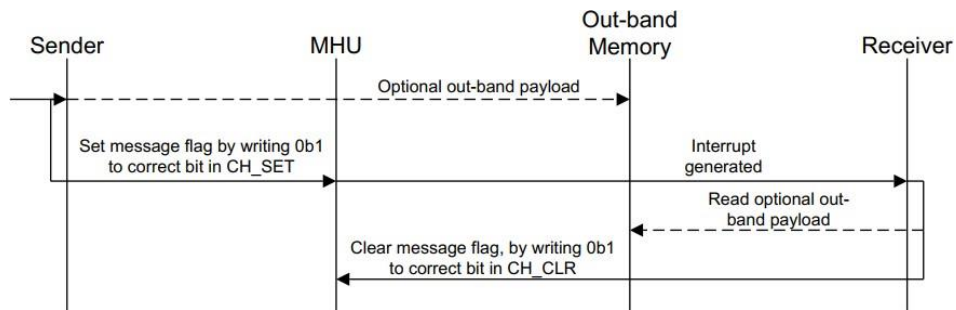 Sender
MHU
Out-band
Memory
Receiver
Optional out-band payload
Set message flag by writing 0b1
to correct bit in CH_SET
Interrupt
generated
Read optional out-
band payload
Clear message flag, by writing 0b1
to correct bit in CH_CLR